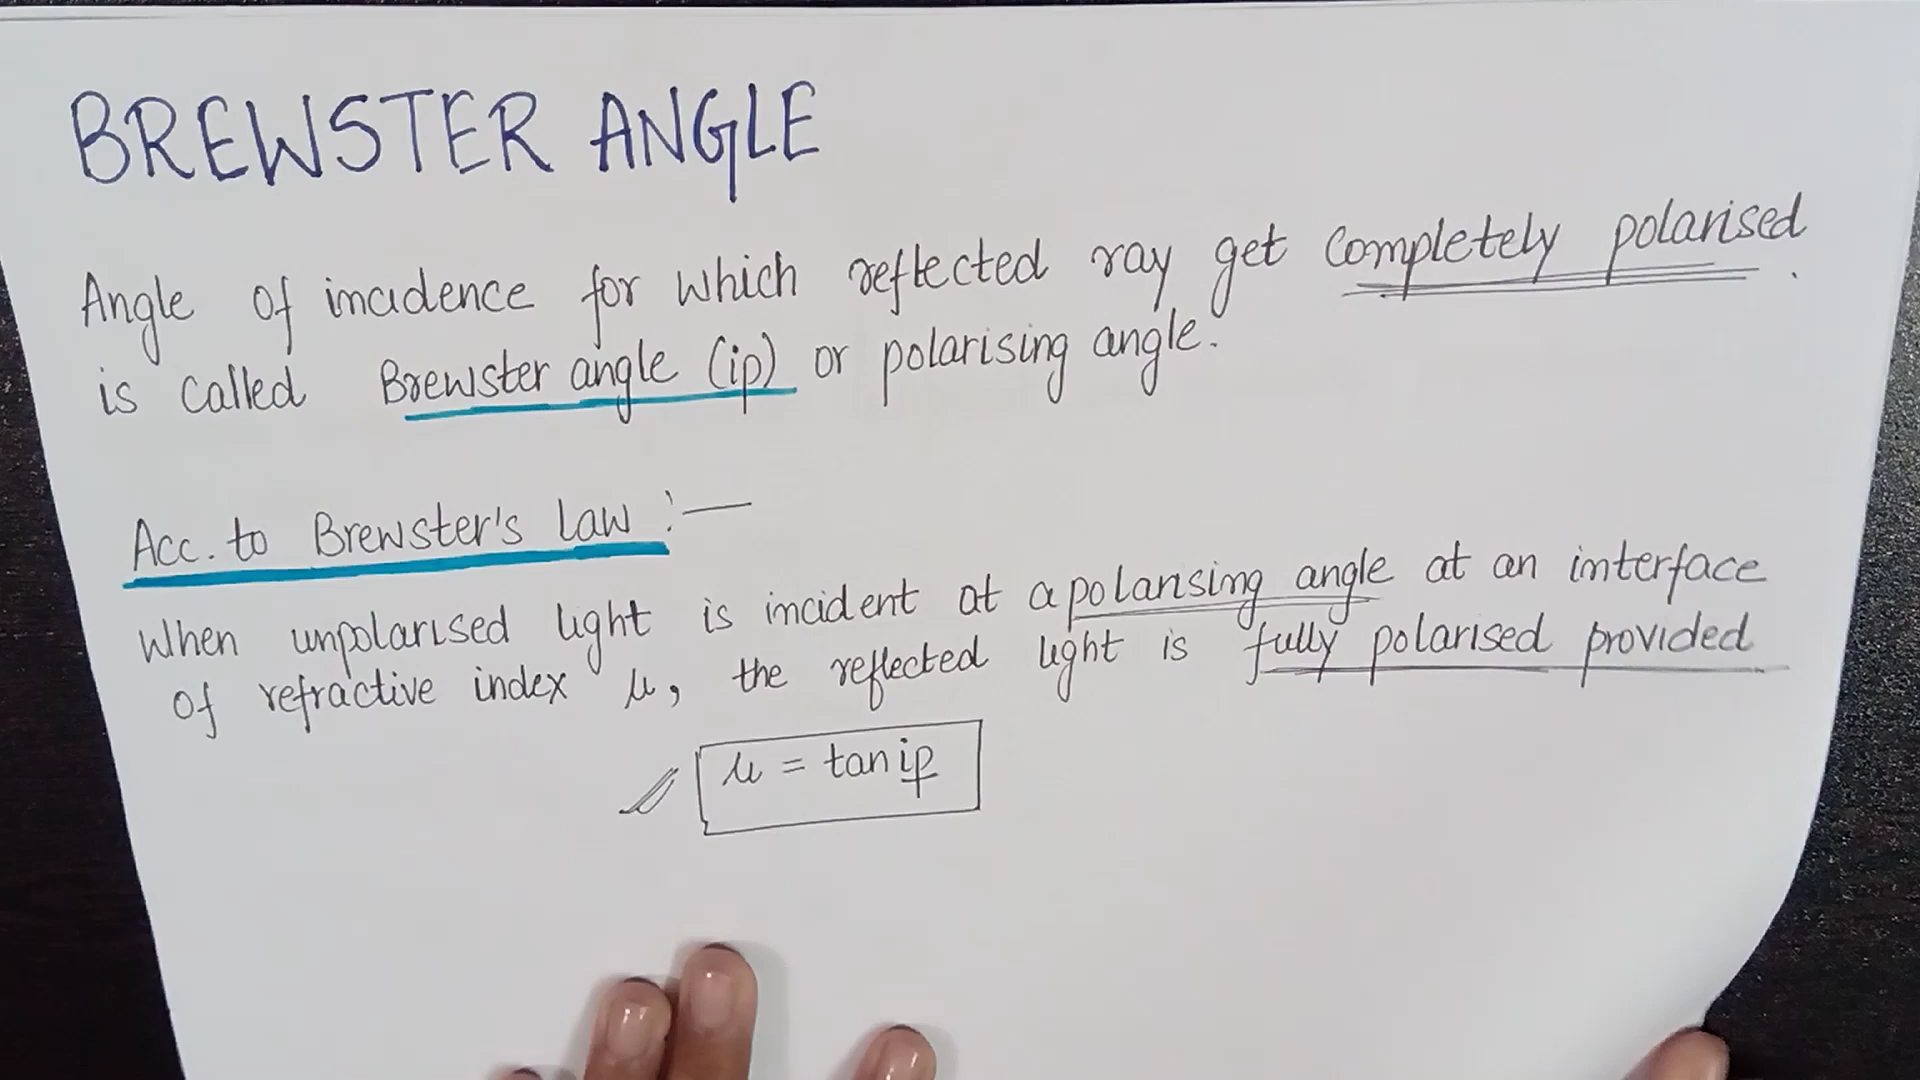 BREWSTER ANGLE
Angle of incidence for which reflected ray get completely polarised.
is called Brewster angle (ip) or polarising angle.
Acc. to Brewster's Law :—
When unpolarised light is incident at a polarising angle at an interface
of refractive index μ, the reflected light is fully polarised provided
μ = tan ip